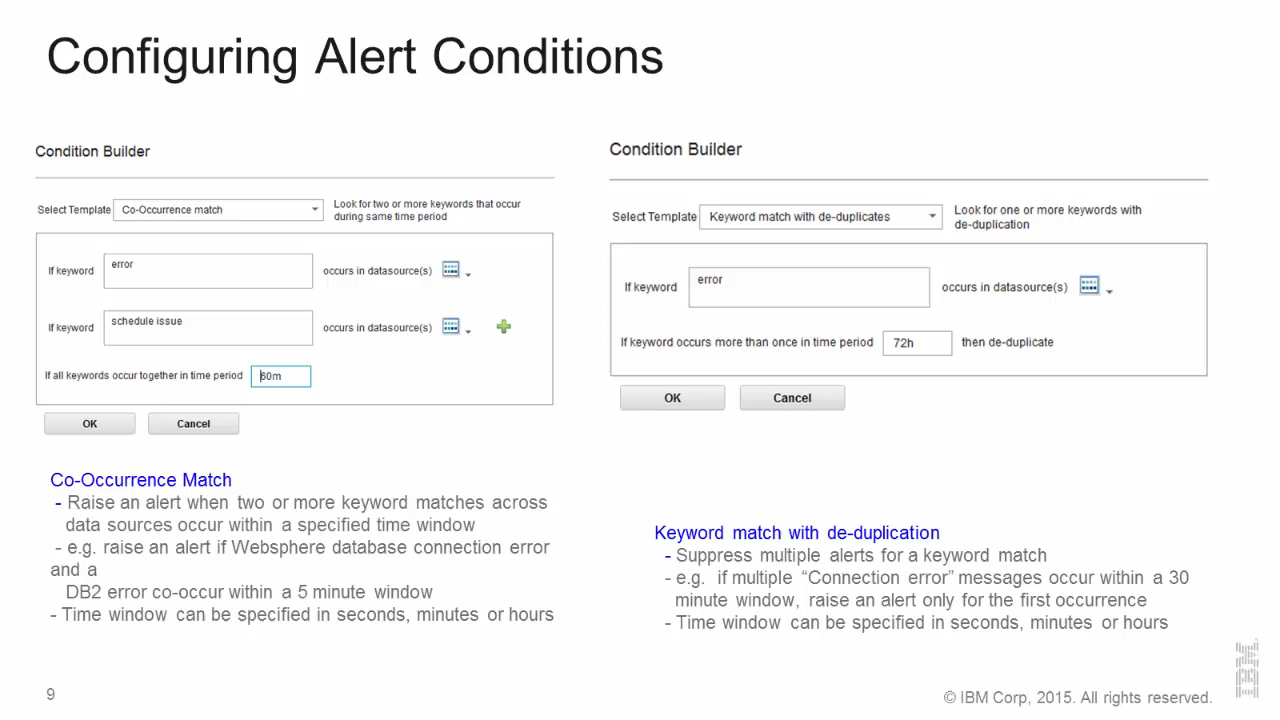 Configuring Alert Conditions
Condition Builder
Select Template Co-Occurrence match Look for two or more keywords that occur
during same time period
If keyword error occurs in datasource(s)
If keyword schedule issue occurs in datasource(s)
If all keywords occur together in time period 60m
OK Cancel
Co-Occurrence Match
- Raise an alert when two or more keyword matches across
data sources occur within a specified time window
- e.g. raise an alert if Websphere database connection error
and a
DB2 error co-occur within a 5 minute window
- Time window can be specified in seconds, minutes or hours
Condition Builder
Select Template Keyword match with de-duplicates Look for one or more keywords with
de-duplication
If keyword error occurs in datasource(s)
If keyword occurs more than once in time period 72h then de-duplicate
OK Cancel
Keyword match with de-duplication
- Suppress multiple alerts for a keyword match
- e.g. if multiple “Connection error” messages occur within a 30
minute window, raise an alert only for the first occurrence
- Time window can be specified in seconds, minutes or hours
9
© IBM Corp, 2015. All rights reserved.
IBM